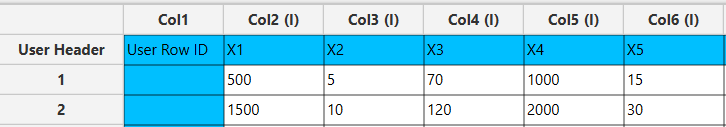 Col1 Col2 (I) Col3 (I) Col4 (I) Col5 (I) Col6 (I)
User Header User Row ID X1 X2 X3 X4 X5
1 500 5 70 1000 15
2 1500 10 120 2000 30